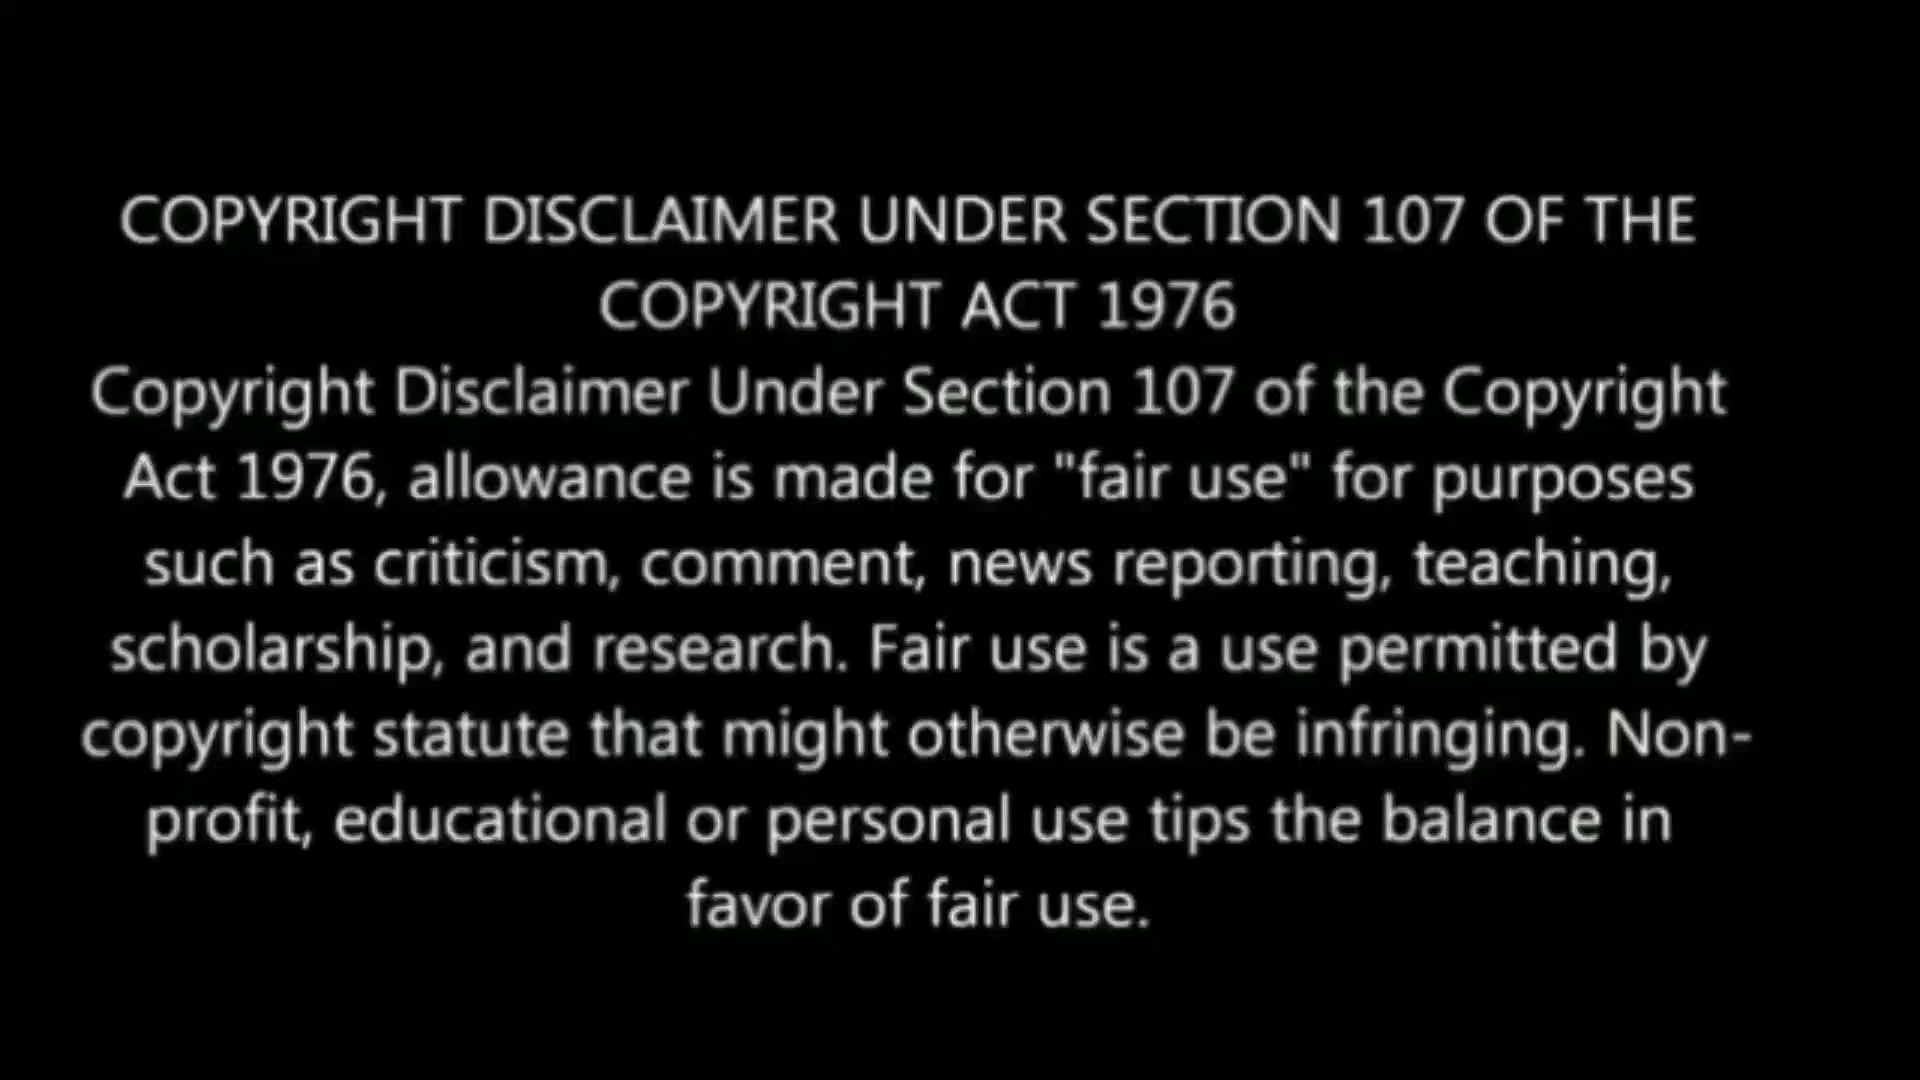 COPYRIGHT DISCLAIMER UNDER SECTION 107 OF THE
COPYRIGHT ACT 1976
Copyright Disclaimer Under Section 107 of the Copyright
Act 1976, allowance is made for "fair use" for purposes
such as criticism, comment, news reporting, teaching,
scholarship, and research. Fair use is a use permitted by
copyright statute that might otherwise be infringing. Non-
profit, educational or personal use tips the balance in
favor of fair use.